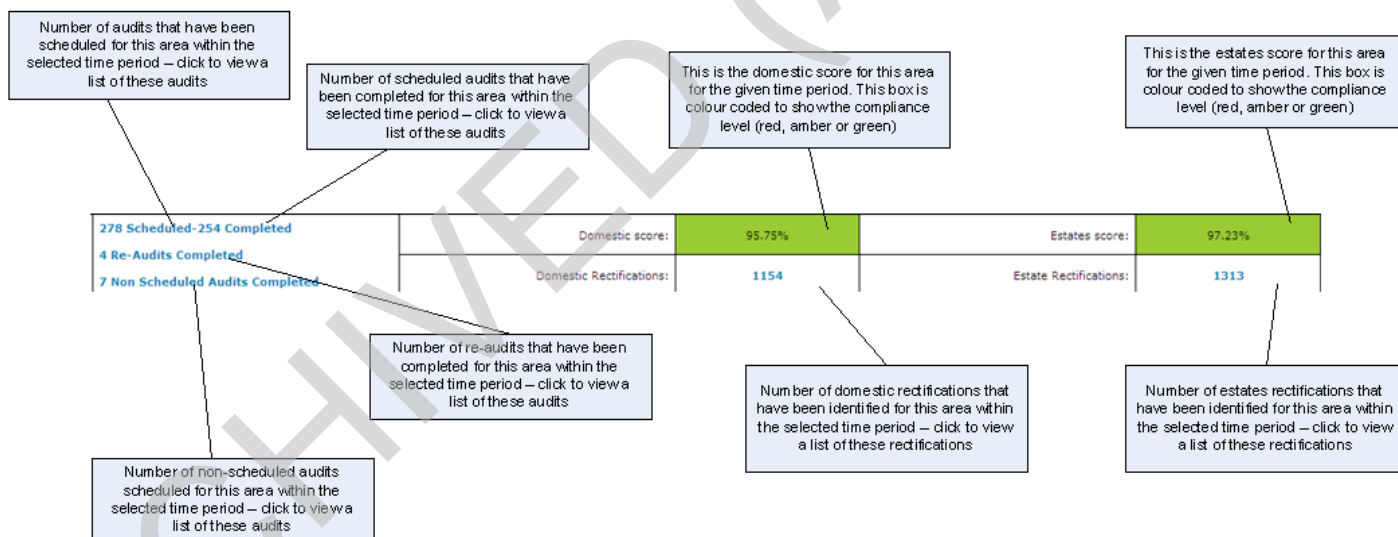 Number of audits that have been
scheduled for this area within the
selected time period – click to view a
list of these audits
Number of scheduled audits that have
been completed for this area within the
selected time period – click to view a
list of these audits
This is the domestic score for this area
for the given time period. This box is
colour coded to showthe compliance
level (red, amber or green)
This is the estates score for this area
for the given time period. This box is
colour coded to showthe compliance
level (red, amber or green)
278 Scheduled-254 Completed
4 Re-Audits Completed
7 Non Scheduled Audits Completed
Domestic score:
95.75%
Estates score:
97.23%
Domestic Rectifications:
1154
Estate Rectifications:
1313
Number of re-audits that have been
completed for this area within the
selected time period – click to view a
list of these audits
Number of domestic rectifications that
have been identified for this area within
the selected time period – click to view
a list of these rectifications
Number of estates rectifications that
have been identified for this area within
the selected time period – click to view
a list of these rectifications
Number of non-scheduled audits
scheduled for this area within the
selected time period – click to view a
list of these audits
CHIVED (